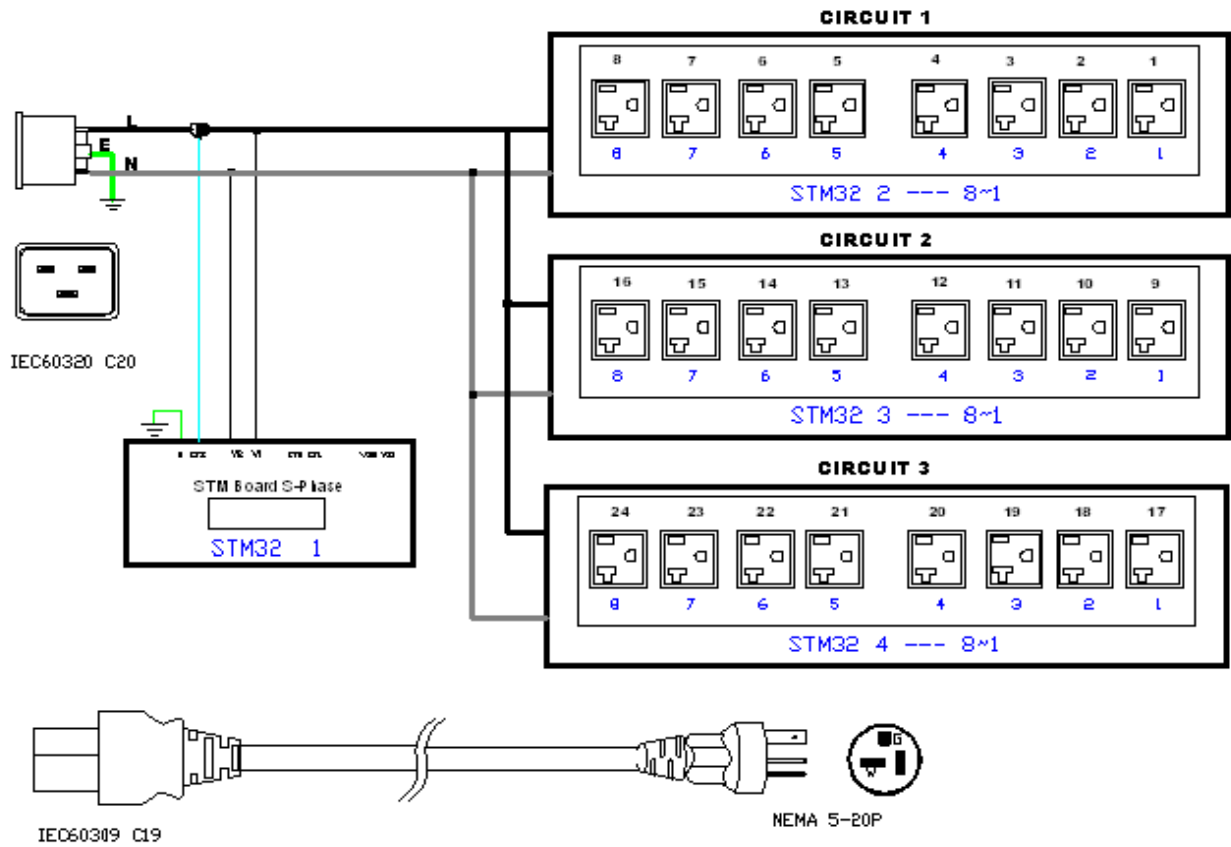 CIRCUIT 1
8 7 6 5 4 3 2 1
8 7 6 5 4 3 2 1
STM32 2 --- 8~1
L
E
N
CIRCUIT 2
16 15 14 13 12 11 10 9
8 7 6 5 4 3 2 1
STM32 3 --- 8~1
IEC60320 C20
V2 V1
STM Board S-Phase
STM32 1
CIRCUIT 3
24 23 22 21 20 19 18 17
8 7 6 5 4 3 2 1
STM32 4 --- 8~1
G
W
IEC60309 C19
NEMA 5-20P